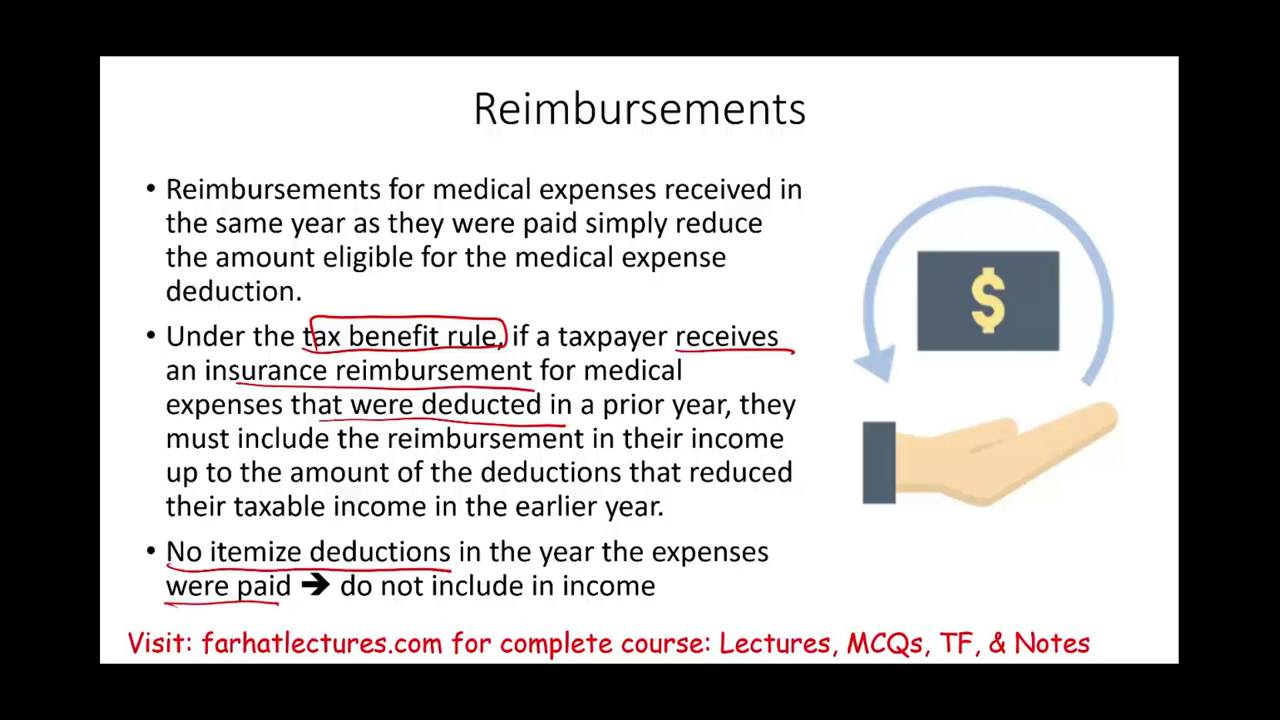 Reimbursements
• Reimbursements for medical expenses received in
the same year as they were paid simply reduce
the amount eligible for the medical expense
deduction.
• Under the tax benefit rule, if a taxpayer receives
an insurance reimbursement for medical
expenses that were deducted in a prior year, they
must include the reimbursement in their income
up to the amount of the deductions that reduced
their taxable income in the earlier year.
• No itemize deductions in the year the expenses
were paid → do not include in income
$
Visit: farhatlectures.com for complete course: Lectures, MCQs, TF, & Notes